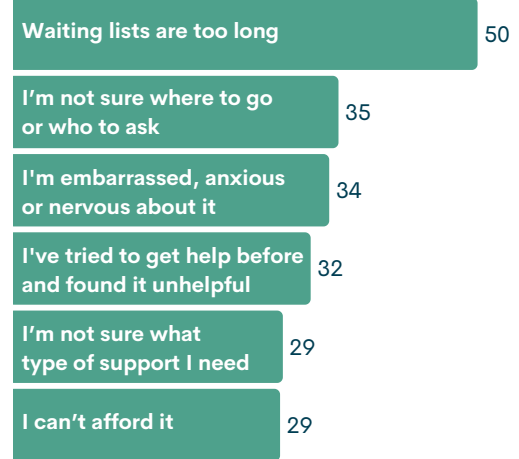 Waiting lists are too long
50
I’m not sure where to go
or who to ask
35
I'm embarrassed, anxious
or nervous about it
34
I've tried to get help before
and found it unhelpful
32
I’m not sure what
type of support I need
29
I can’t afford it
29